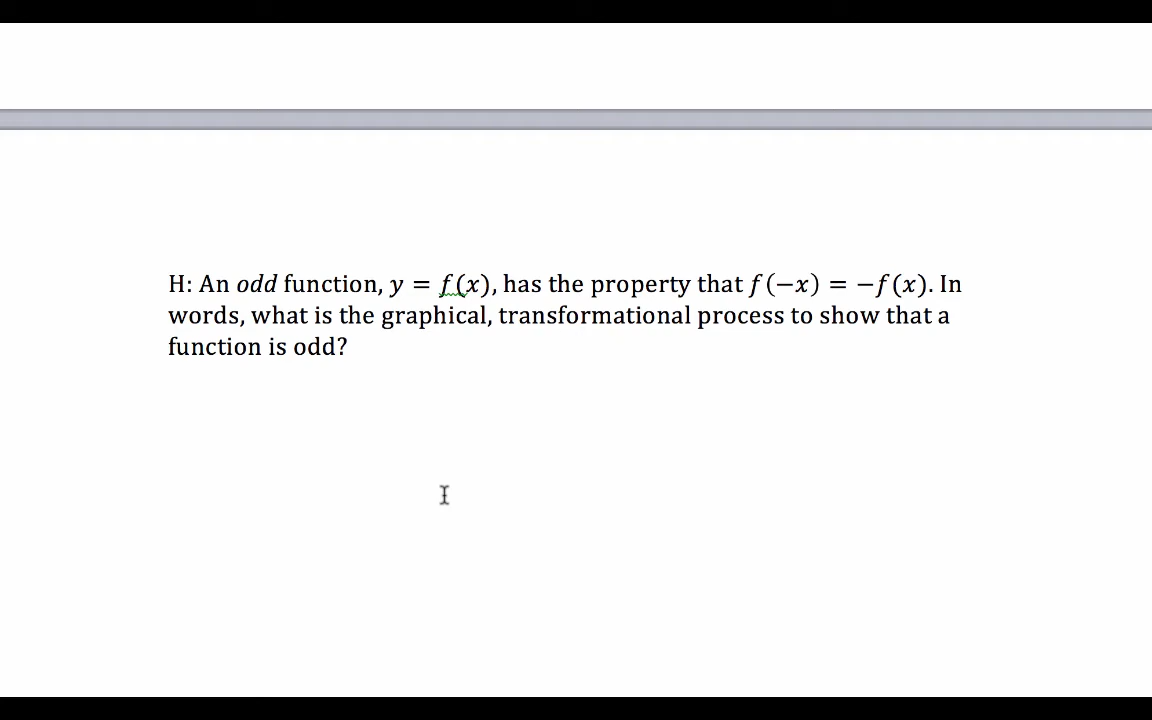 H: An odd function, y = f(x), has the property that f(−x) = −f(x). In
words, what is the graphical, transformational process to show that a
function is odd?